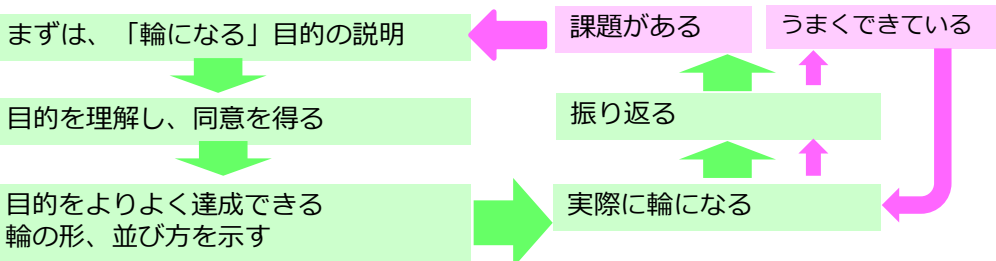 まずは、「輪になる」目的の説明
目的を理解し、同意を得る
目的をよりよく達成できる
輪の形、並び方を示す
課題がある
うまくできている
振り返る
実際に輪になる